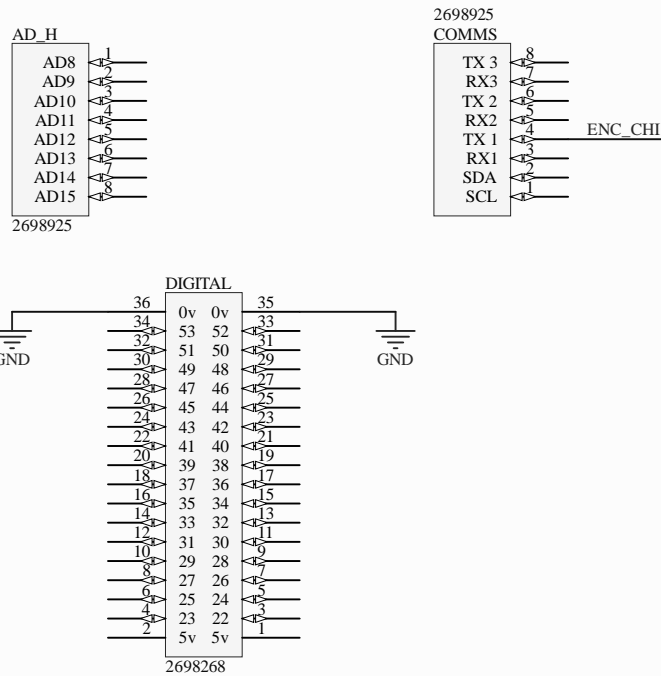 2698925
AD_H
COMMS
1
AD8
2
AD9
3
AD10
4
AD11
5
AD12
6
AD13
7
AD14
8
AD15
2698925
8
TX 3
7
RX3
6
TX 2
5
RX2
4
TX 1
ENC_CHI
3
RX1
2
SDA
1
SCL
DIGITAL
36 0v 0v 35
34 53 52 33
32 51 50 31
30 49 48 29
28 47 46 27
26 45 44 25
24 43 42 23
22 41 40 21
20 39 38 19
18 37 36 17
16 35 34 15
14 33 32 13
12 31 30 11
10 29 28 9
8 27 26 7
6 25 24 5
4 23 22 3
2 5v 5v 1
GND
GND
2698268